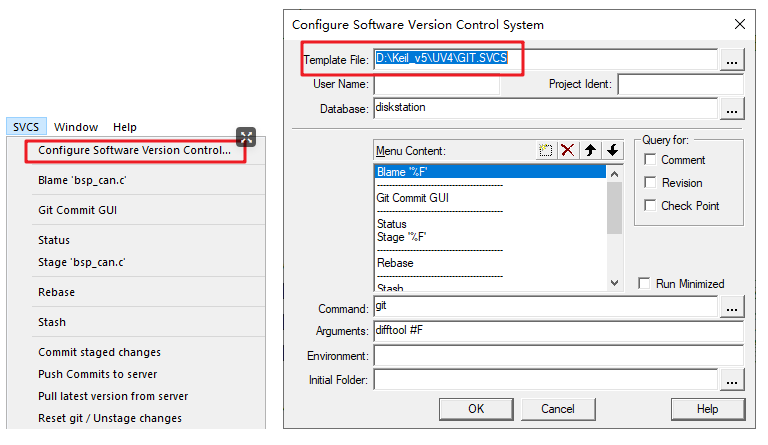 SVCS Window Help
Configure Software Version Control...
Blame 'bsp_can.c'
Git Commit GUI
Status
Stage 'bsp_can.c'
Rebase
Stash
Commit staged changes
Push Commits to server
Pull latest version from server
Reset git / Unstage changes
Configure Software Version Control System
Template File: D:\Keil_v5\UV4\GIT.SVCS ...
User Name: Project Ident:
Database: diskstation ...
Menu Content:
Blame '%F'
Git Commit GUI
Status
Stage '%F'
Rebase
Stash
Query for:
Comment
Revision
Check Point
Run Minimized
Command: git ...
Arguments: difftool #F
Environment:
Initial Folder: ...
OK Cancel Help